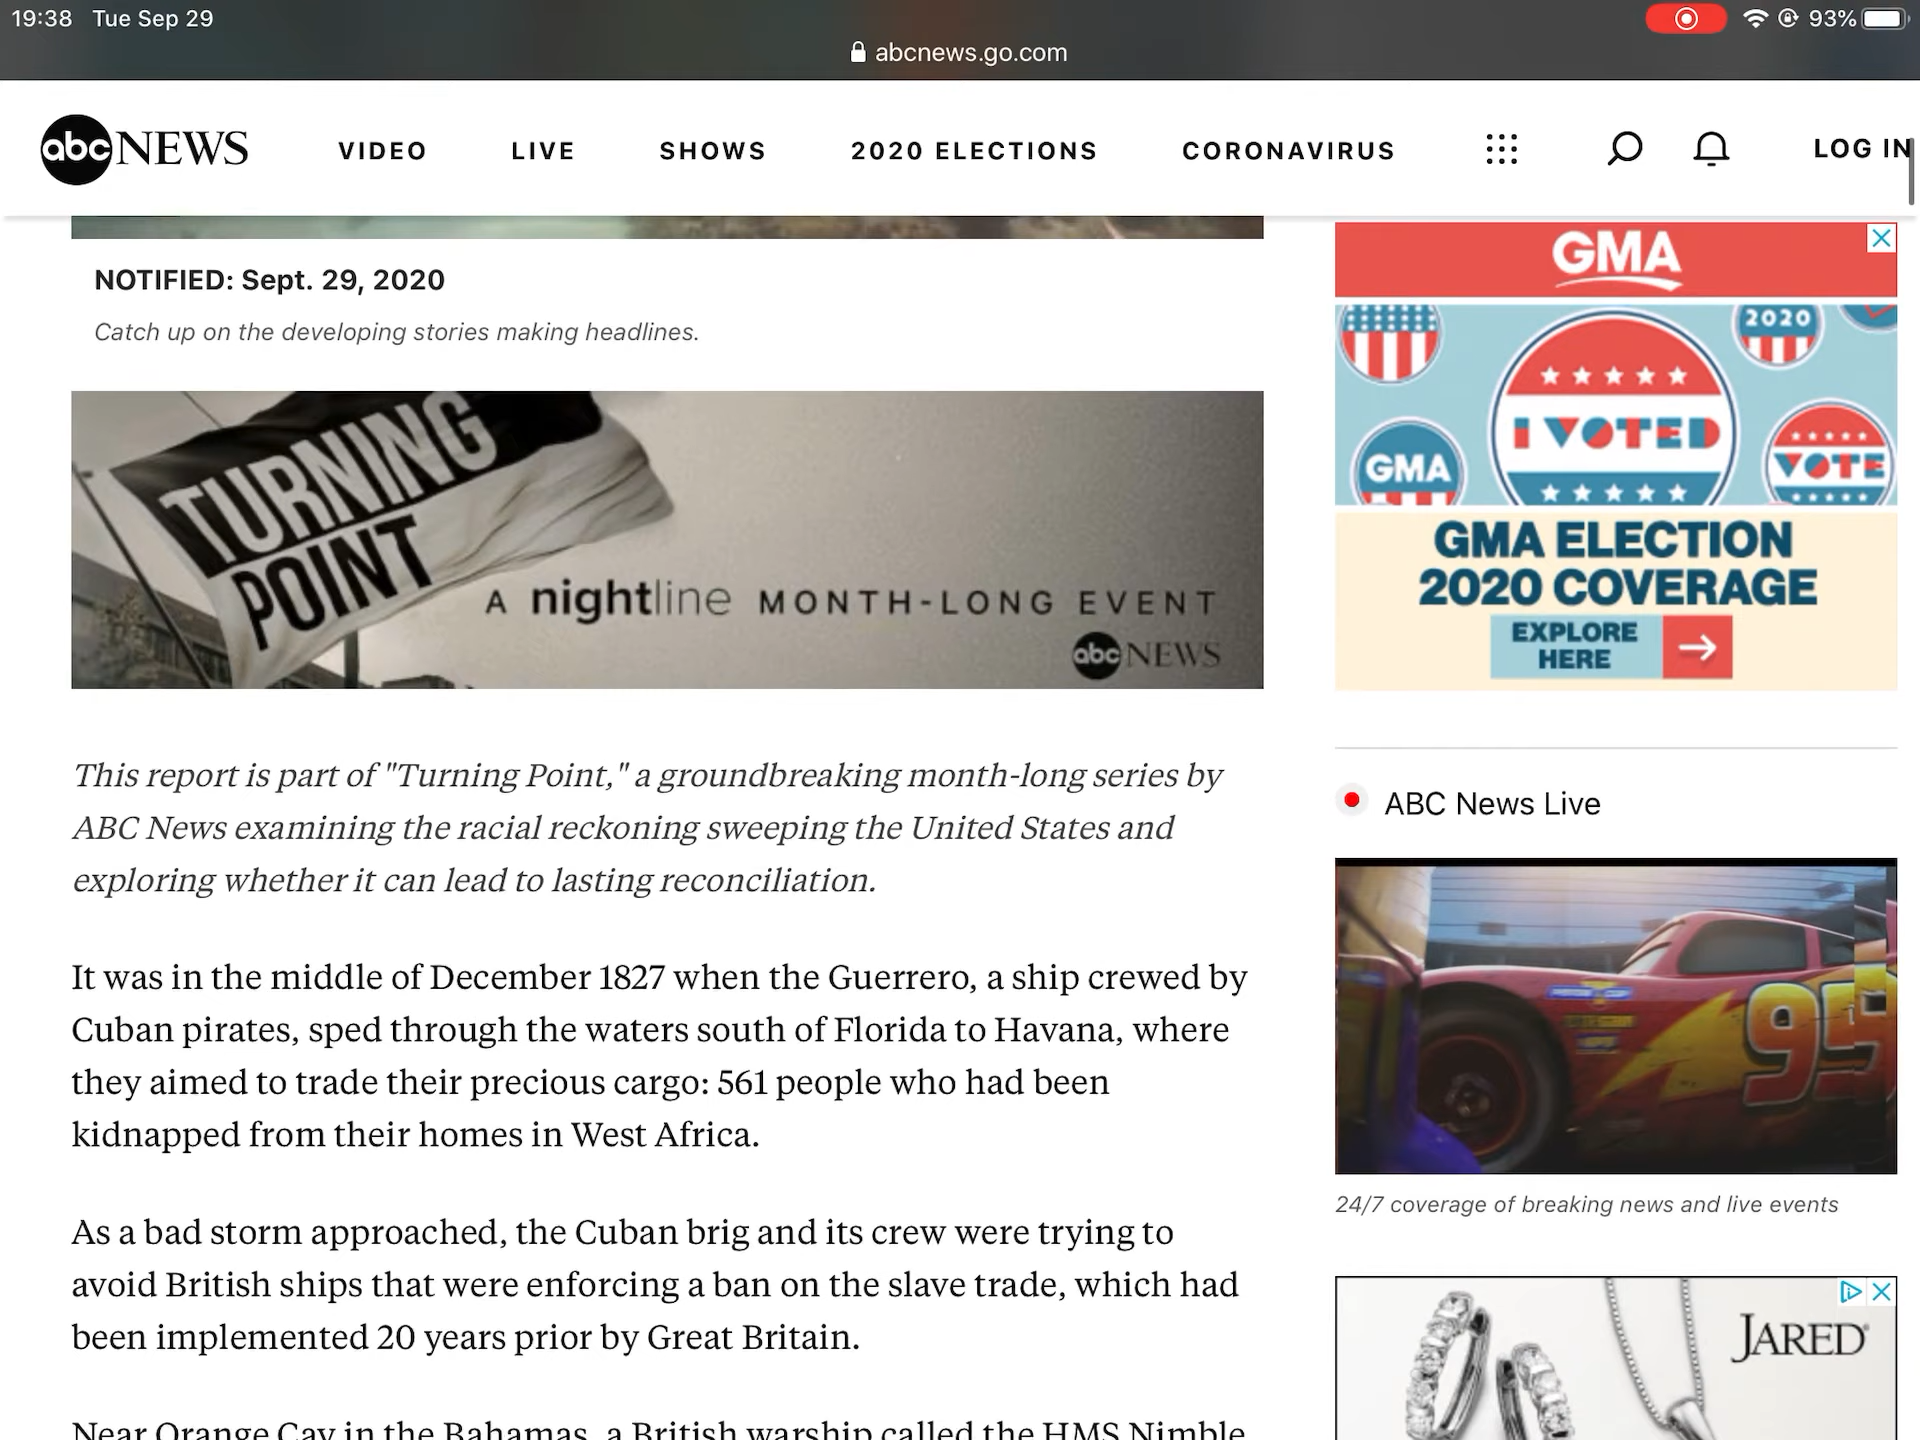 19:38 Tue Sep 29
93%
abcnews.go.com
abc NEWS VIDEO LIVE SHOWS 2020 ELECTIONS CORONAVIRUS LOG IN
NOTIFIED: Sept. 29, 2020
Catch up on the developing stories making headlines.
TURNING
POINT
A nightline MONTH-LONG EVENT
abc NEWS
This report is part of "Turning Point," a groundbreaking month-long series by
ABC News examining the racial reckoning sweeping the United States and
exploring whether it can lead to lasting reconciliation.
It was in the middle of December 1827 when the Guerrero, a ship crewed by
Cuban pirates, sped through the waters south of Florida to Havana, where
they aimed to trade their precious cargo: 561 people who had been
kidnapped from their homes in West Africa.
As a bad storm approached, the Cuban brig and its crew were trying to
avoid British ships that were enforcing a ban on the slave trade, which had
been implemented 20 years prior by Great Britain.
Near Orange Cay in the Bahamas, a British warship called the HMS Nimble
GMA
2020
I VOTED
GMA
VOTE
GMA ELECTION
2020 COVERAGE
EXPLORE
HERE
ABC News Live
95
24/7 coverage of breaking news and live events
JARED